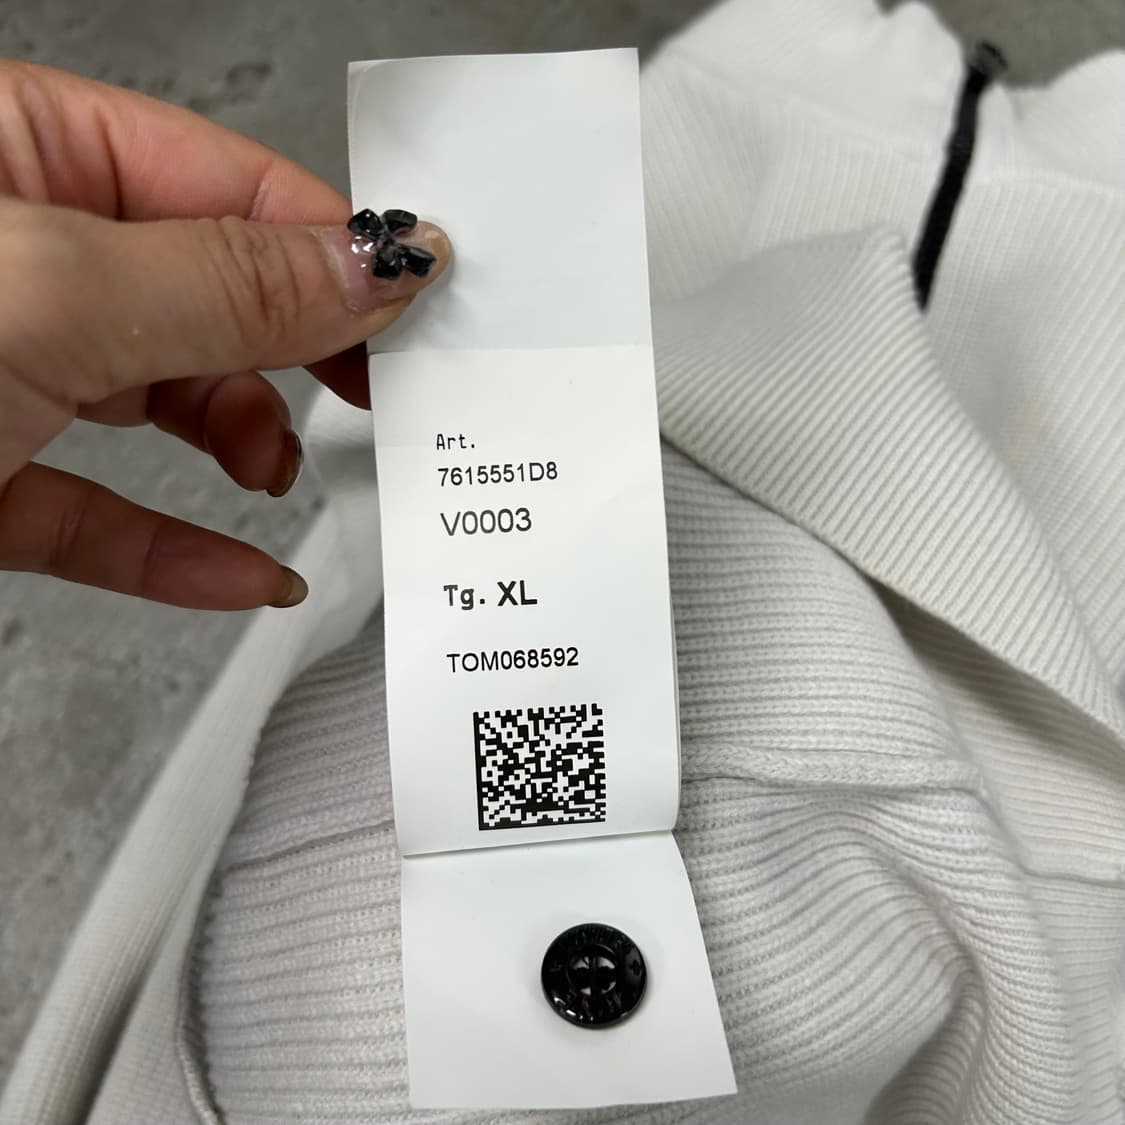 Art.
7615551D8
V0003
Tg. XL
TOM068592